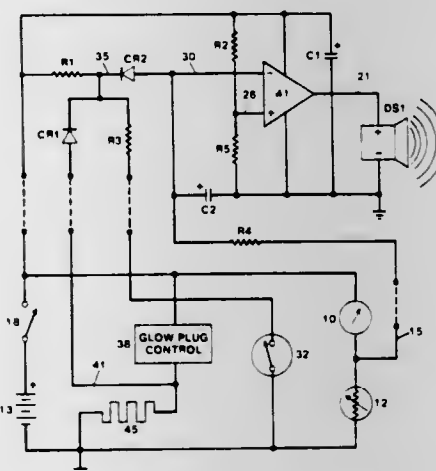 R1
35
CR2
30
R2
C1
+
21
-
+
26
41
DS1
+
-
CR1
R3
R5
+
C2
R4
18
GLOW PLUG
CONTROL
38
10
15
32
41
+
13
45
12